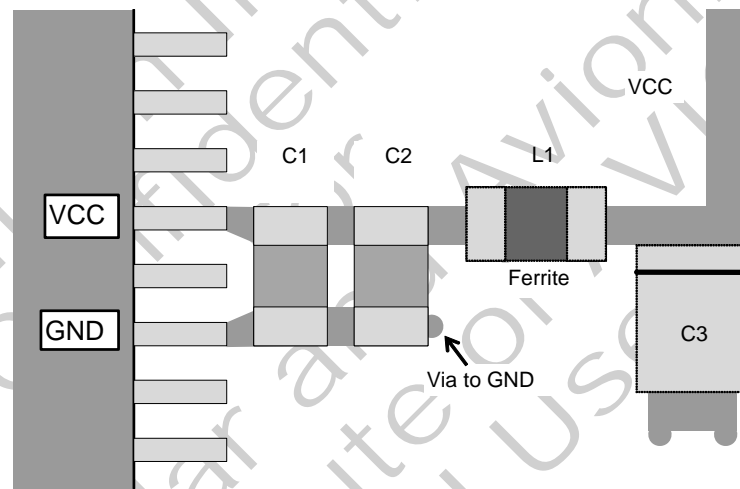 VCC
C1
C2
L1
VCC
Ferrite
GND
C3
Via to GND